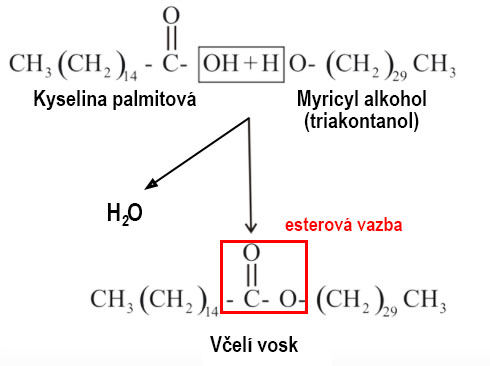 O
CH3(CH2)14 - C- OH+H O- (CH2)29 CH3
Kyselina palmitová
Myricyl alkohol
(triakontanol)
H2O
esterová vazba
O
CH3(CH2)14 - C- O- (CH2)29 CH3
Včelí vosk